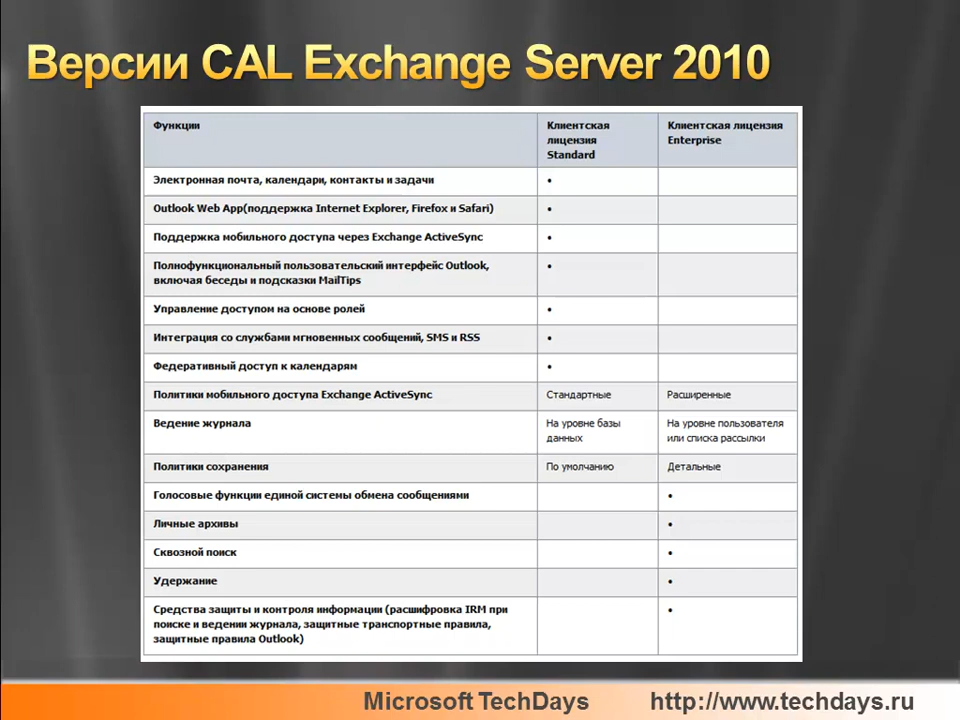 Версии CAL Exchange Server 2010
Функции
Клиентская
лицензия
Standard
Клиентская лицензия
Enterprise
Электронная почта, календари, контакты и задачи
•
Outlook Web App(поддержка Internet Explorer, Firefox и Safari)
•
Поддержка мобильного доступа через Exchange ActiveSync
•
Полнофункциональный пользовательский интерфейс Outlook,
включая беседы и подсказки MailTips
•
Управление доступом на основе ролей
•
Интеграция со службами мгновенных сообщений, SMS и RSS
•
Федеративный доступ к календарям
•
Политики мобильного доступа Exchange ActiveSync
Стандартные
Расширенные
Ведение журнала
На уровне базы
данных
На уровне пользователя
или списка рассылки
Политики сохранения
По умолчанию
Детальные
Голосовые функции единой системы обмена сообщениями
•
Личные архивы
•
Сквозной поиск
•
Удержание
•
Средства защиты и контроля информации (расшифровка IRM при
поиске и ведении журнала, защитные транспортные правила,
защитные правила Outlook)
•
Microsoft TechDays
http://www.techdays.ru